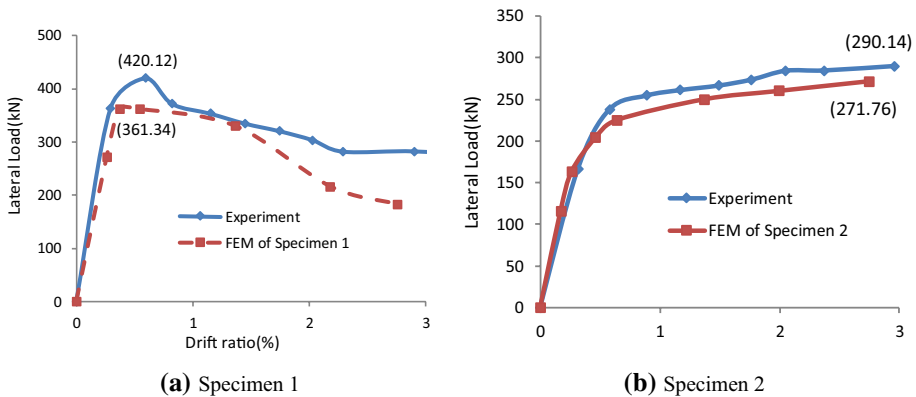 500
400
300
200
100
0
Lateral Load(kN)
(420.12)
(361.34)
Experiment
FEM of Specimen 1
0 1 2 3
Drift ratio(%)
(a) Specimen 1
350
300
250
200
150
100
50
0
Lateral Load(kN)
(290.14)
(271.76)
Experiment
FEM of Specimen 2
0 1 2 3
(b) Specimen 2